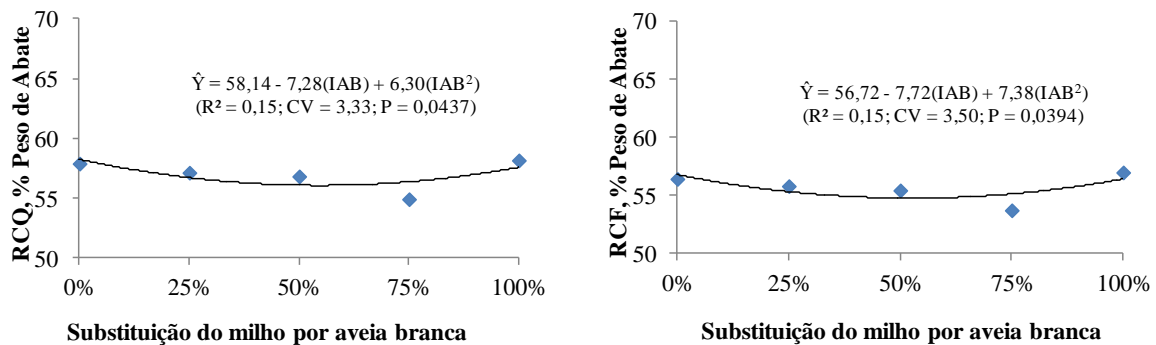 70
65
60
55
50
RCQ, % Peso de Abate
Ŷ = 58,14 - 7,28(IAB) + 6,30(IAB²)
(R² = 0,15; CV = 3,33; P = 0,0437)
0% 25% 50% 75% 100%
Substituição do milho por aveia branca
70
65
60
55
50
RCF, % Peso de Abate
Ŷ = 56,72 - 7,72(IAB) + 7,38(IAB²)
(R² = 0,15; CV = 3,50; P = 0,0394)
0% 25% 50% 75% 100%
Substituição do milho por aveia branca